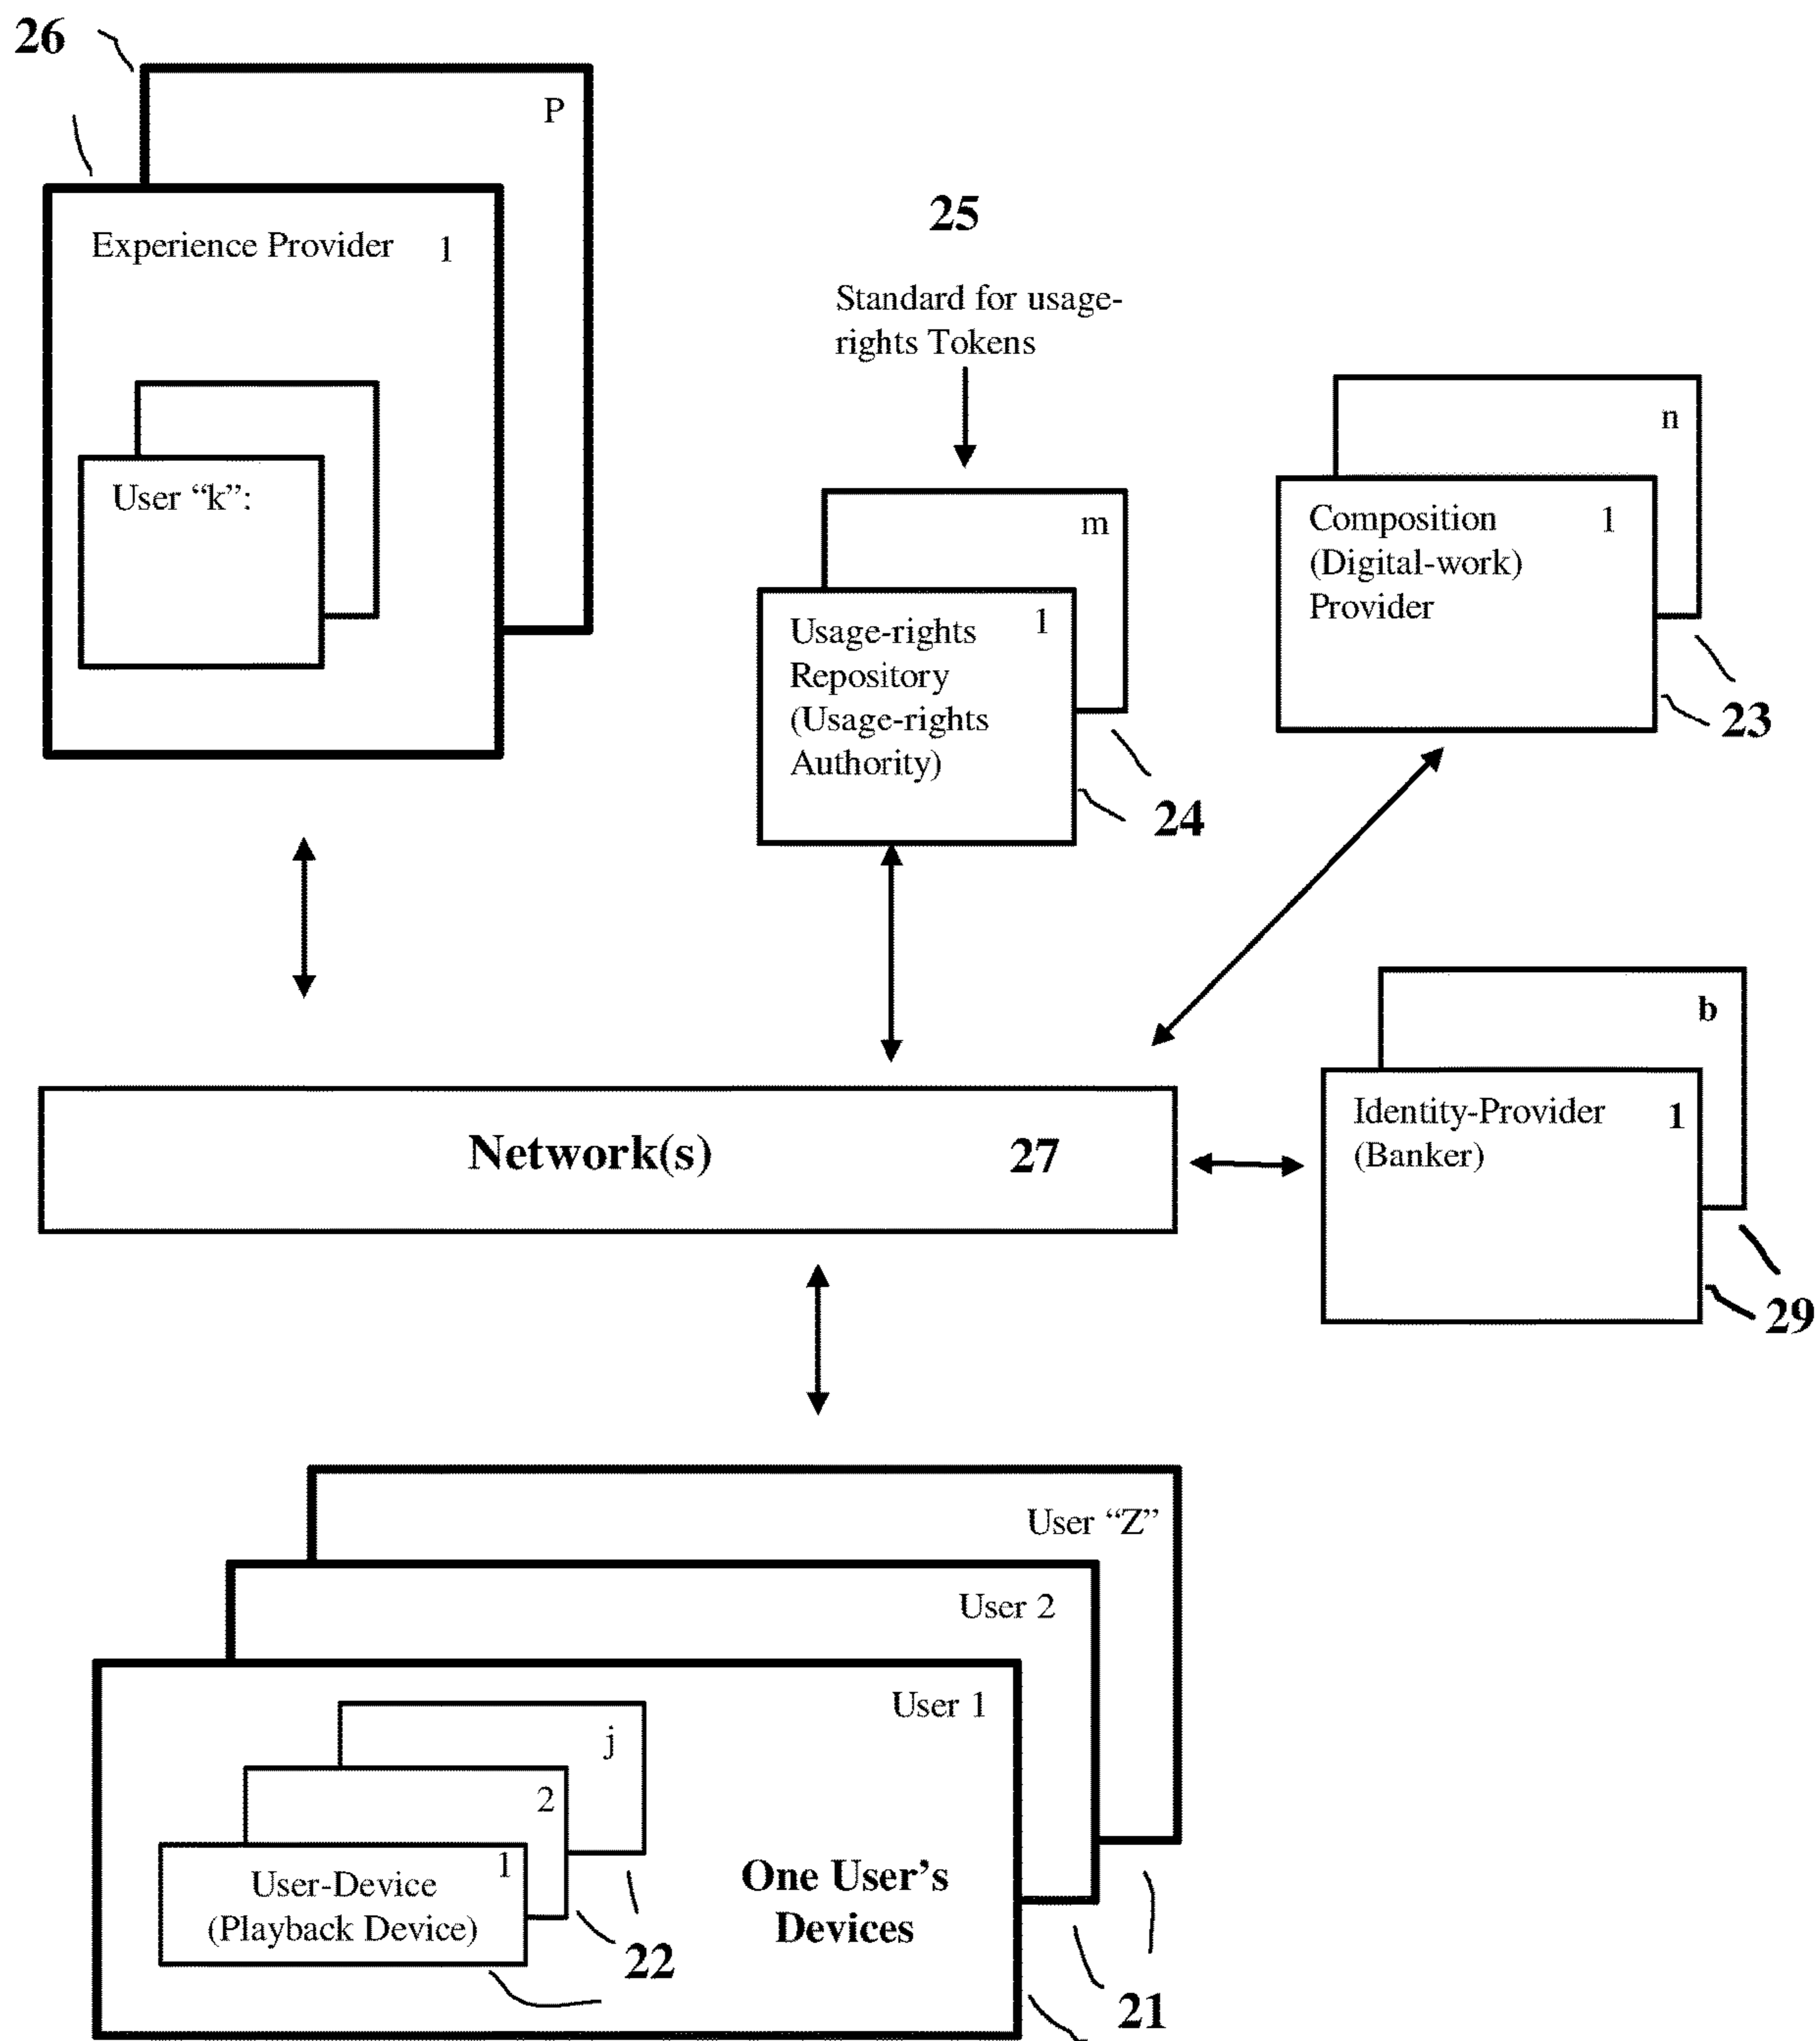 26
P
Experience Provider 1
User “k”:
25
Standard for usage-
rights Tokens
m
1
Usage-rights
Repository
(Usage-rights
Authority)
24
n
Composition 1
(Digital-work)
Provider
23
b
Identity-Provider 1
(Banker)
29
Network(s) 27
User “Z”
User 2
User 1
j
2
1
User-Device
(Playback Device)
22
One User’s
Devices
21